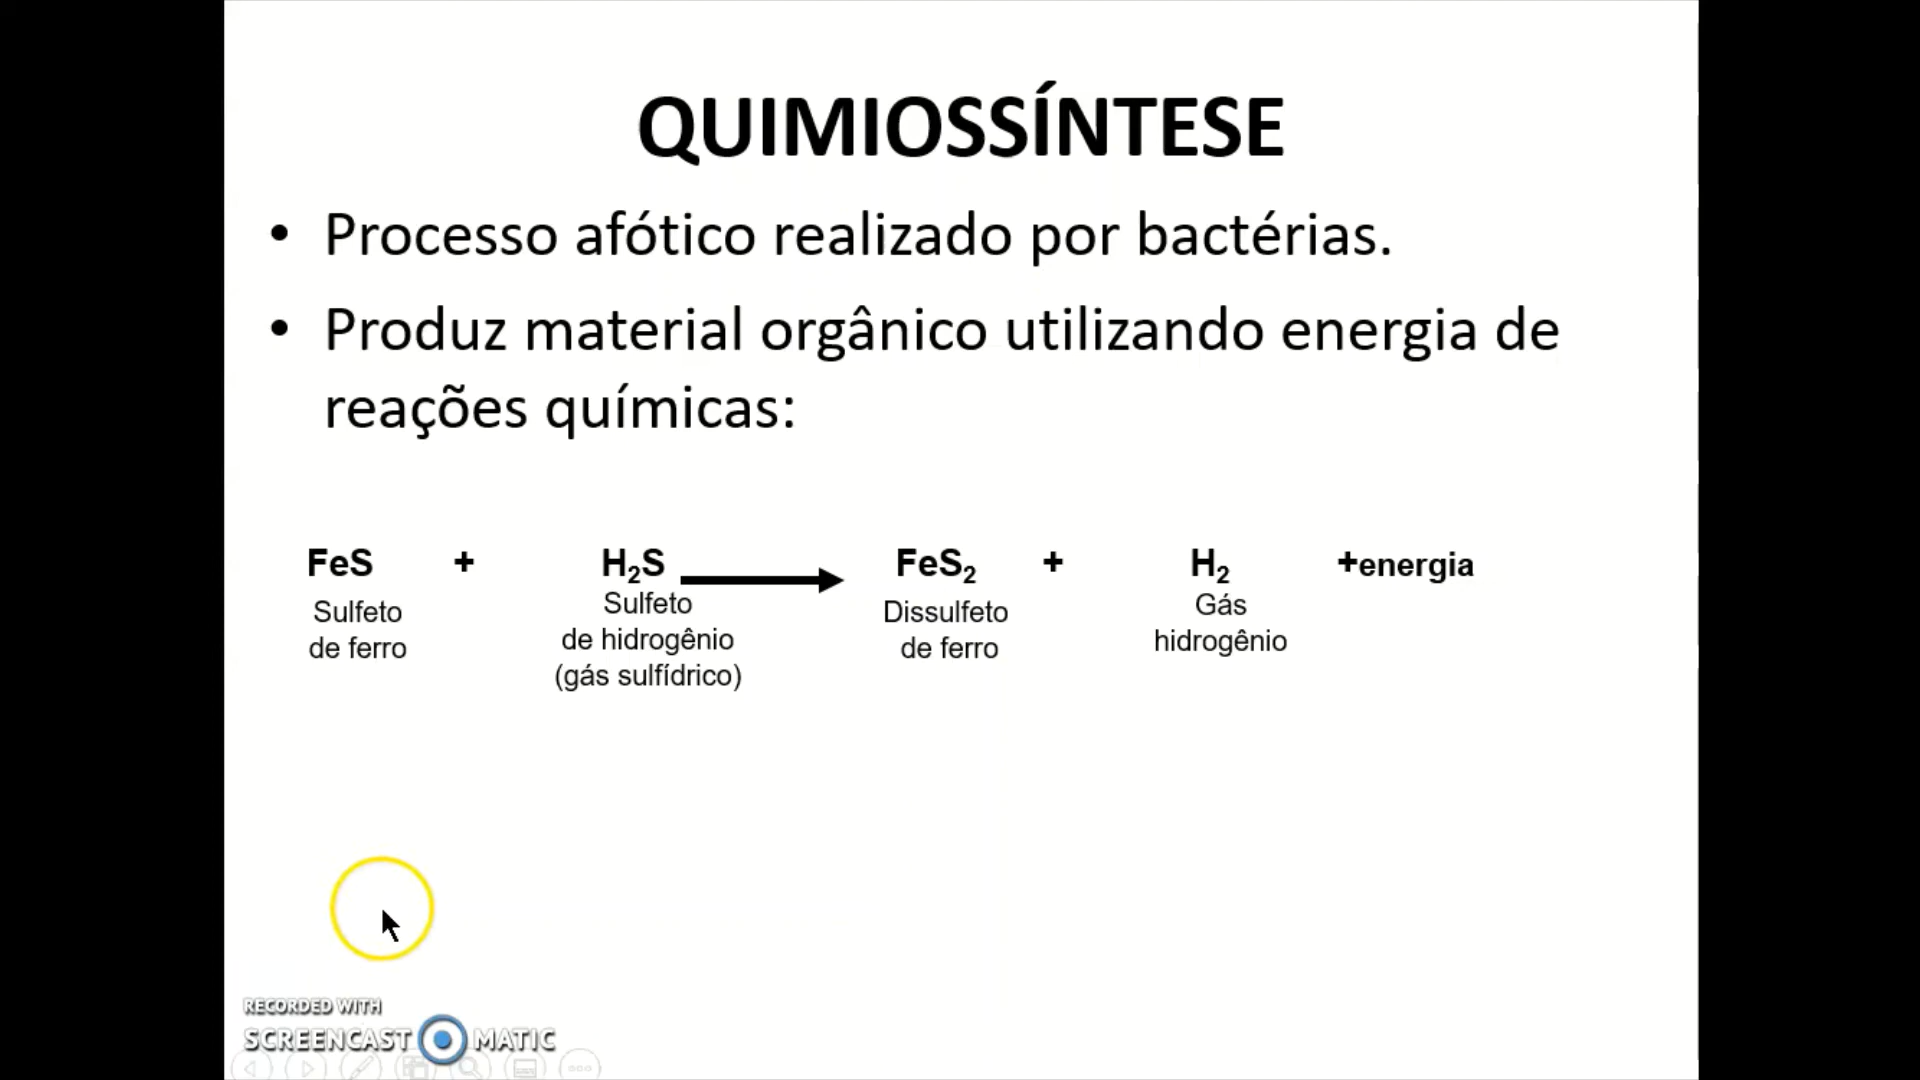 QUIMIOSSÍNTESE
• Processo afótico realizado por bactérias.
• Produz material orgânico utilizando energia de
reações químicas:
FeS + H₂S FeS₂ + H₂ +energia
Sulfeto
de ferro
Sulfeto
de hidrogênio
(gás sulfídrico)
Dissulfeto
de ferro
Gás
hidrogênio
RECORDED WITH
SCREENCAST MATIC